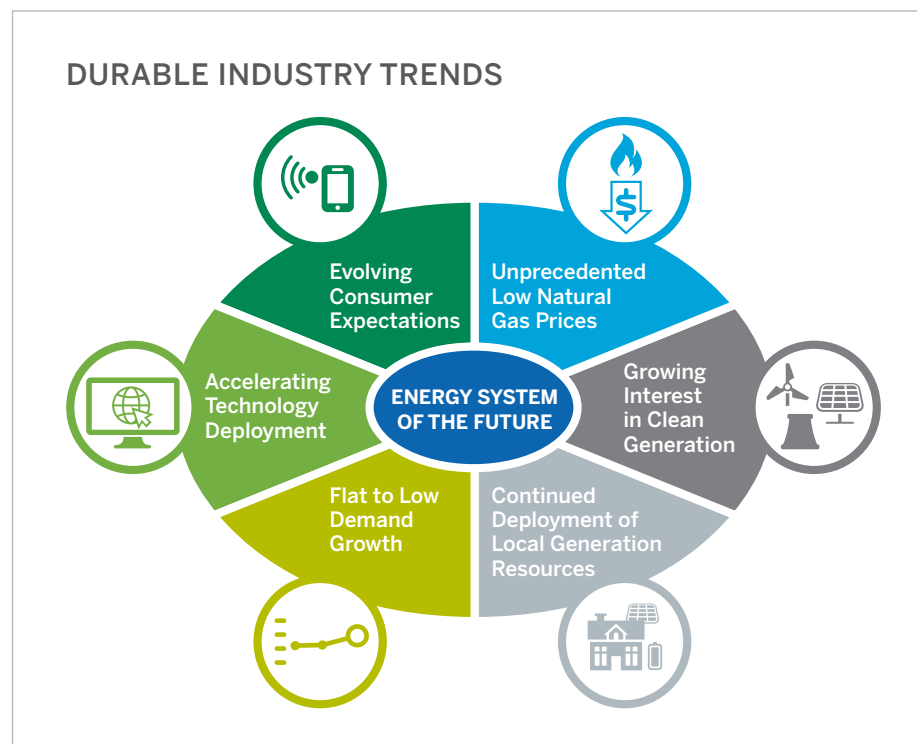 DURABLE INDUSTRY TRENDS
Evolving
Consumer
Expectations
Unprecedented
Low Natural
Gas Prices
$
Accelerating
Technology
Deployment
ENERGY SYSTEM
OF THE FUTURE
Growing
Interest
in Clean
Generation
Flat to Low
Demand
Growth
Continued
Deployment of
Local Generation
Resources